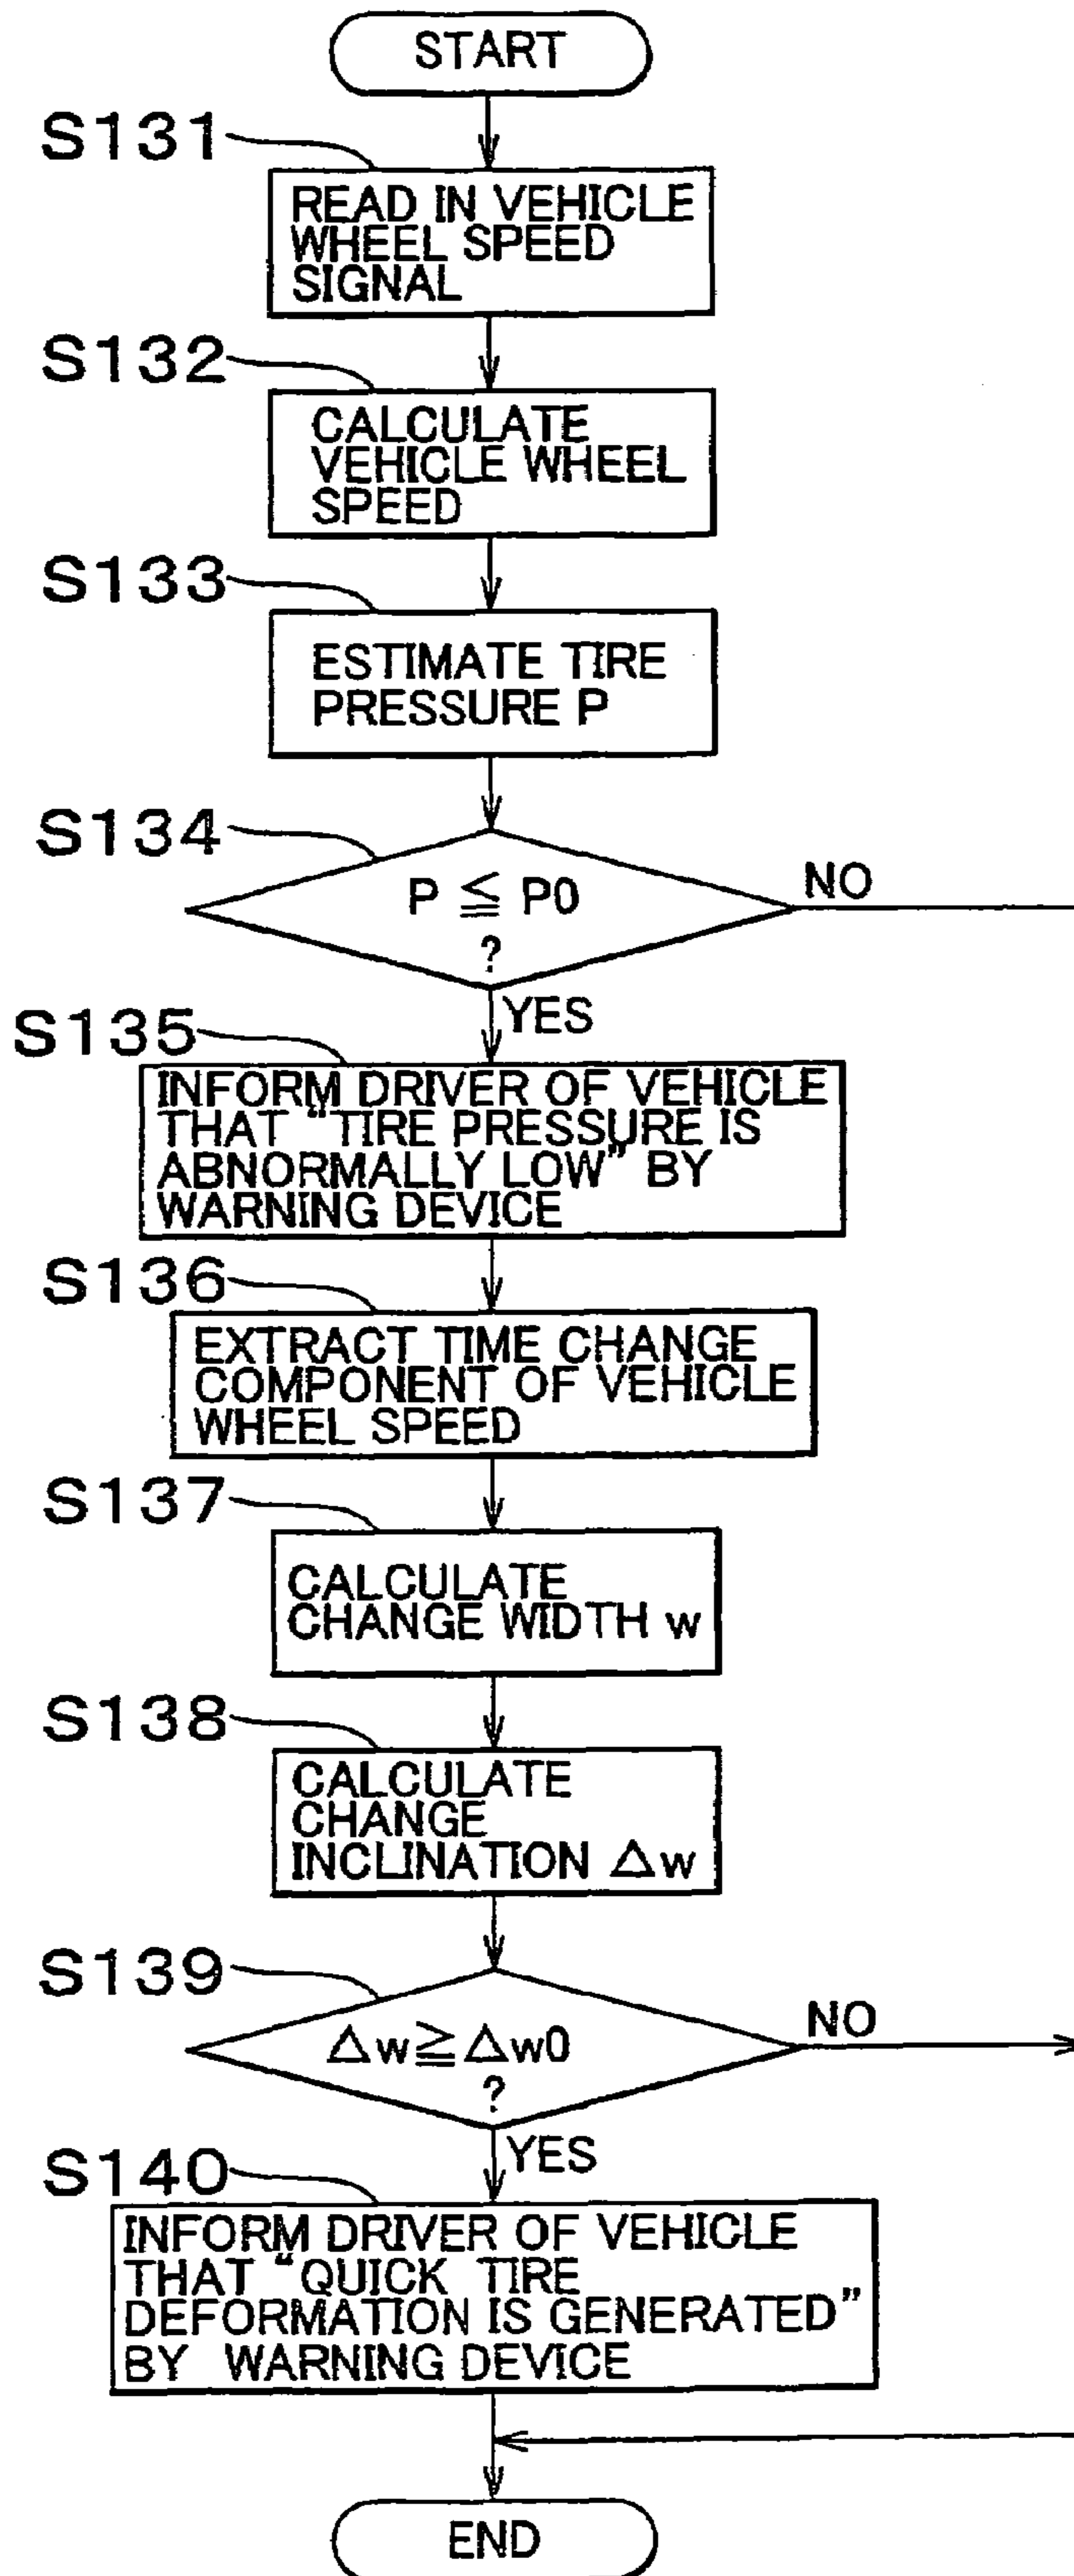 START
S131
READ IN VEHICLE
WHEEL SPEED
SIGNAL
S132
CALCULATE
VEHICLE WHEEL
SPEED
S133
ESTIMATE TIRE
PRESSURE P
S134
P ≦ P0
?
NO
YES
S135
INFORM DRIVER OF VEHICLE
THAT “TIRE PRESSURE IS
ABNORMALLY LOW” BY
WARNING DEVICE
S136
EXTRACT TIME CHANGE
COMPONENT OF VEHICLE
WHEEL SPEED
S137
CALCULATE
CHANGE WIDTH w
S138
CALCULATE
CHANGE
INCLINATION Δw
S139
Δw≧Δw0
?
NO
YES
S140
INFORM DRIVER OF VEHICLE
THAT “QUICK TIRE
DEFORMATION IS GENERATED”
BY WARNING DEVICE
END